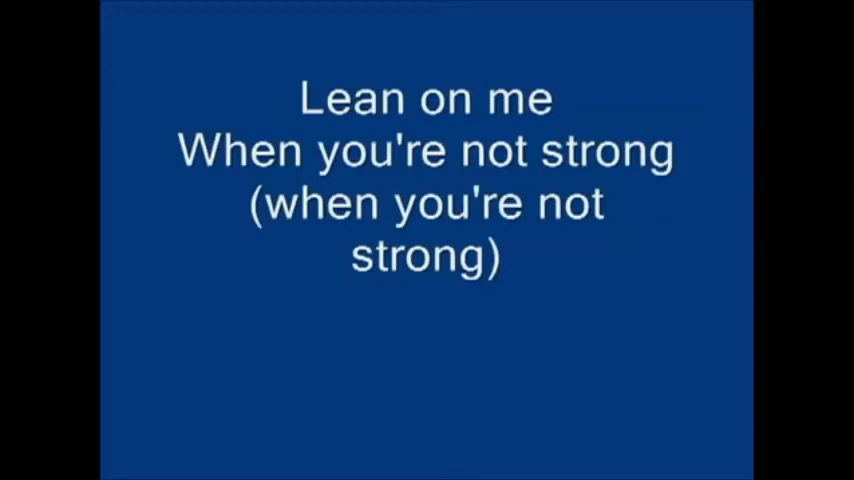 Lean on me
When you're not strong
(when you're not
strong)